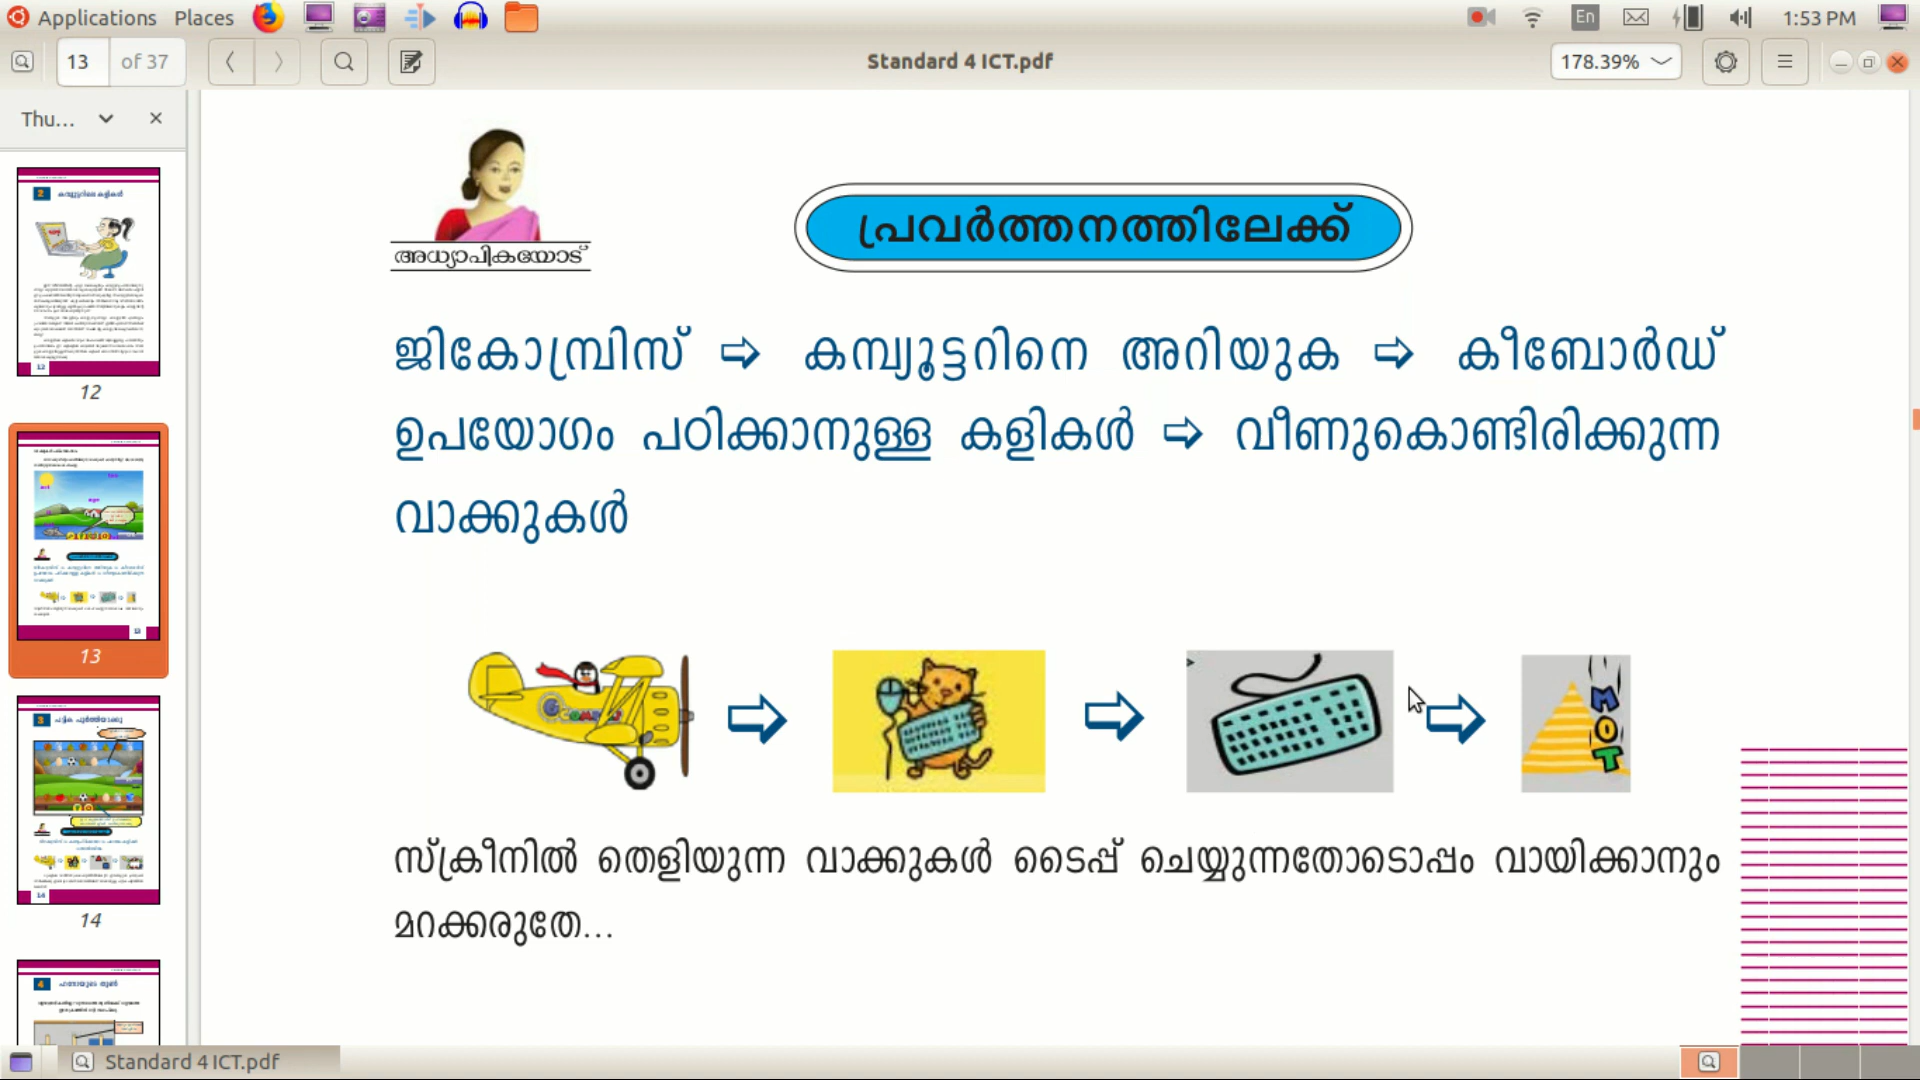 Applications Places En 1:53 PM
13 of 37 Standard 4 ICT.pdf 178.39%
Thu...
അധ്യാപികയോട്
പ്രവർത്തനത്തിലേക്ക്
ജികോമ്പ്രിസ് ⇨ കമ്പ്യൂട്ടറിനെ അറിയുക ⇨ കീബോർഡ്
ഉപയോഗം പഠിക്കാനുള്ള കളികൾ ⇨ വീണുകൊണ്ടിരിക്കുന്ന
വാക്കുകൾ
M
O
T
സ്ക്രീനിൽ തെളിയുന്ന വാക്കുകൾ ടൈപ്പ് ചെയ്യുന്നതോടൊപ്പം വായിക്കാനും
മറക്കരുതേ...
12
13
14
Standard 4 ICT.pdf